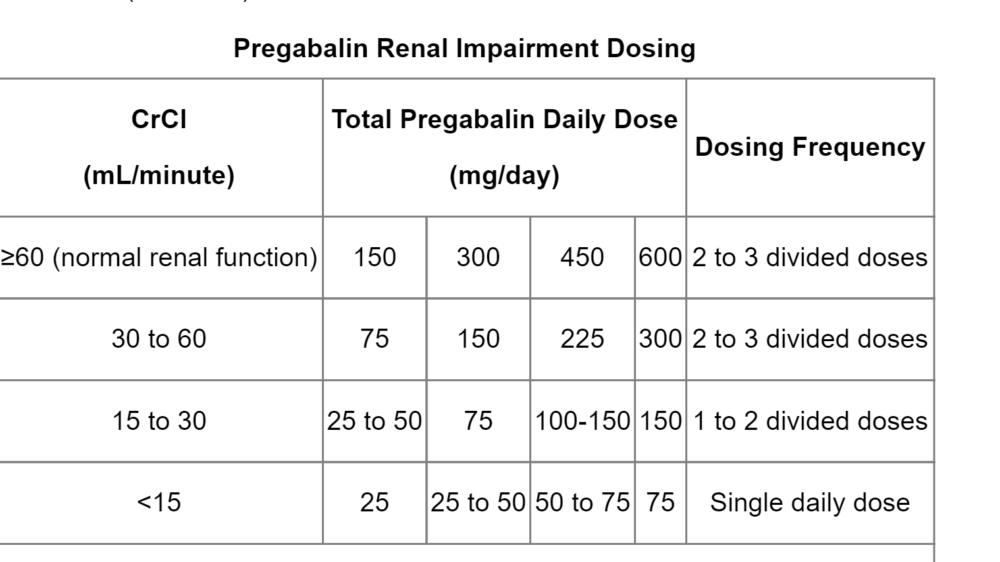 Pregabalin Renal Impairment Dosing
CrCl
(mL/minute)
Total Pregabalin Daily Dose
(mg/day)
Dosing Frequency
≥60 (normal renal function) 150 300 450 600 2 to 3 divided doses
30 to 60 75 150 225 300 2 to 3 divided doses
15 to 30 25 to 50 75 100-150 150 1 to 2 divided doses
<15 25 25 to 50 50 to 75 75 Single daily dose